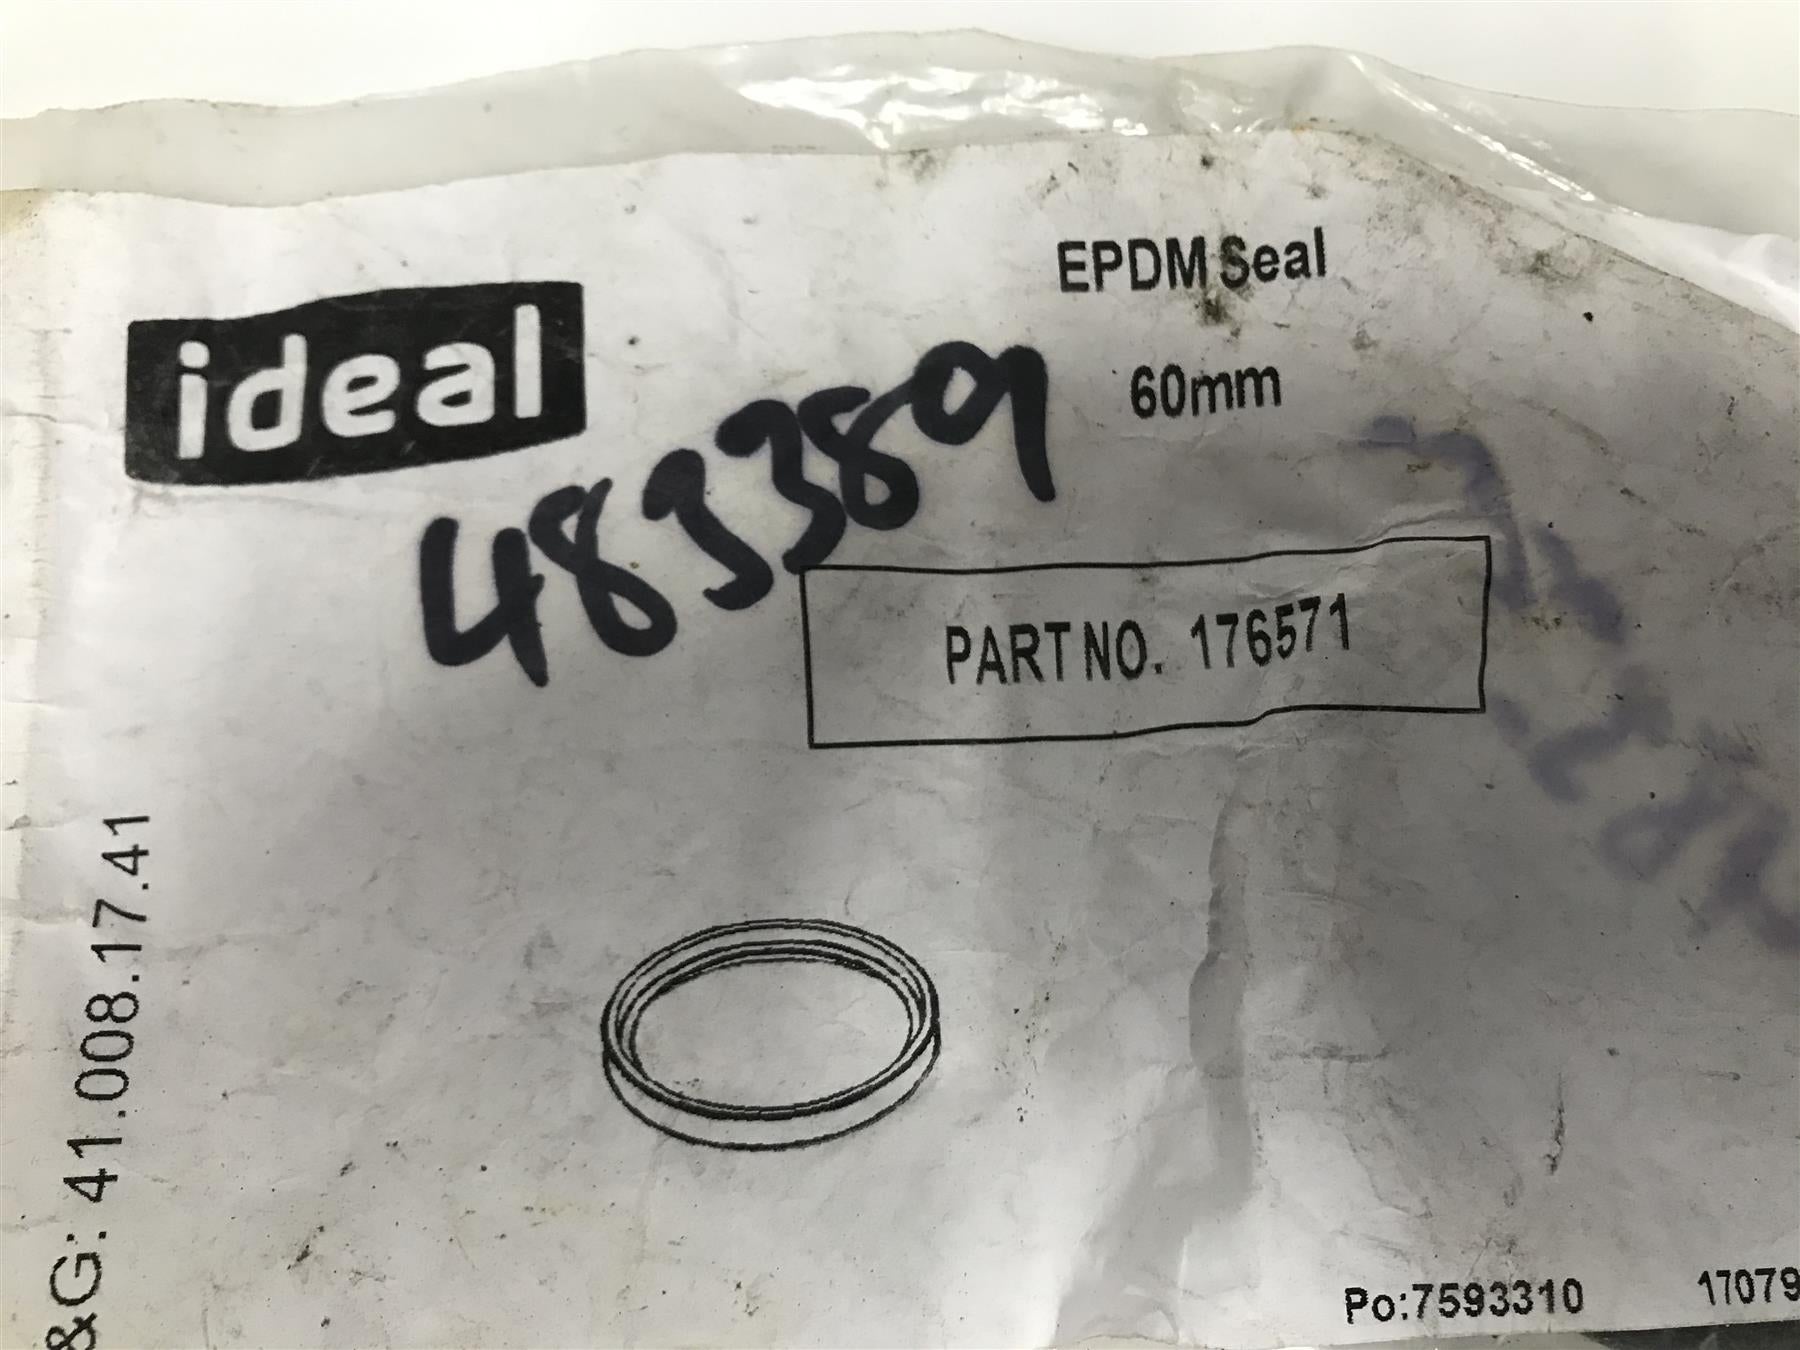 EPDM Seal
ideal
60mm
483389
PART NO. 176571
&G: 41.008.17.41
Po:7593310
17079